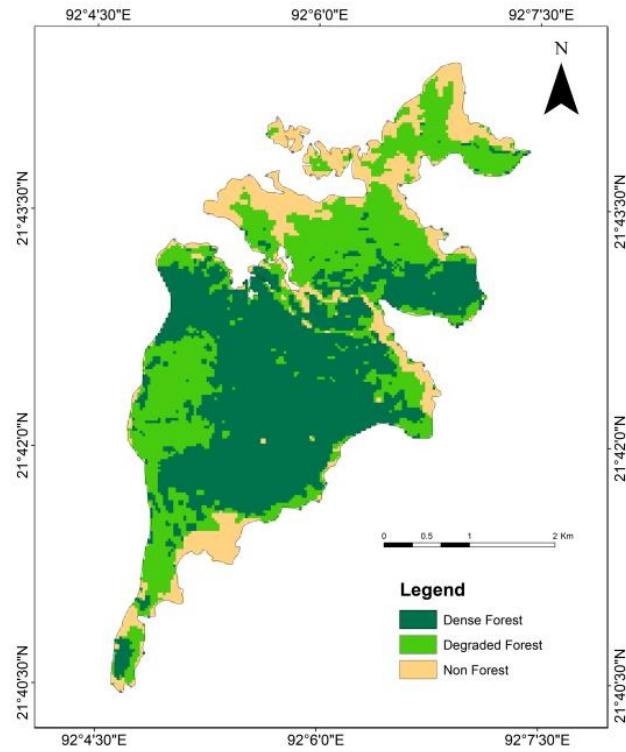 92°4'30"E 92°6'0"E 92°7'30"E
N
21°43'30"N 21°43'30"N
21°42'0"N 21°42'0"N
0 0.5 1 2 Km
Legend
Dense Forest
Degraded Forest
Non Forest
21°40'30"N 21°40'30"N
92°4'30"E 92°6'0"E 92°7'30"E